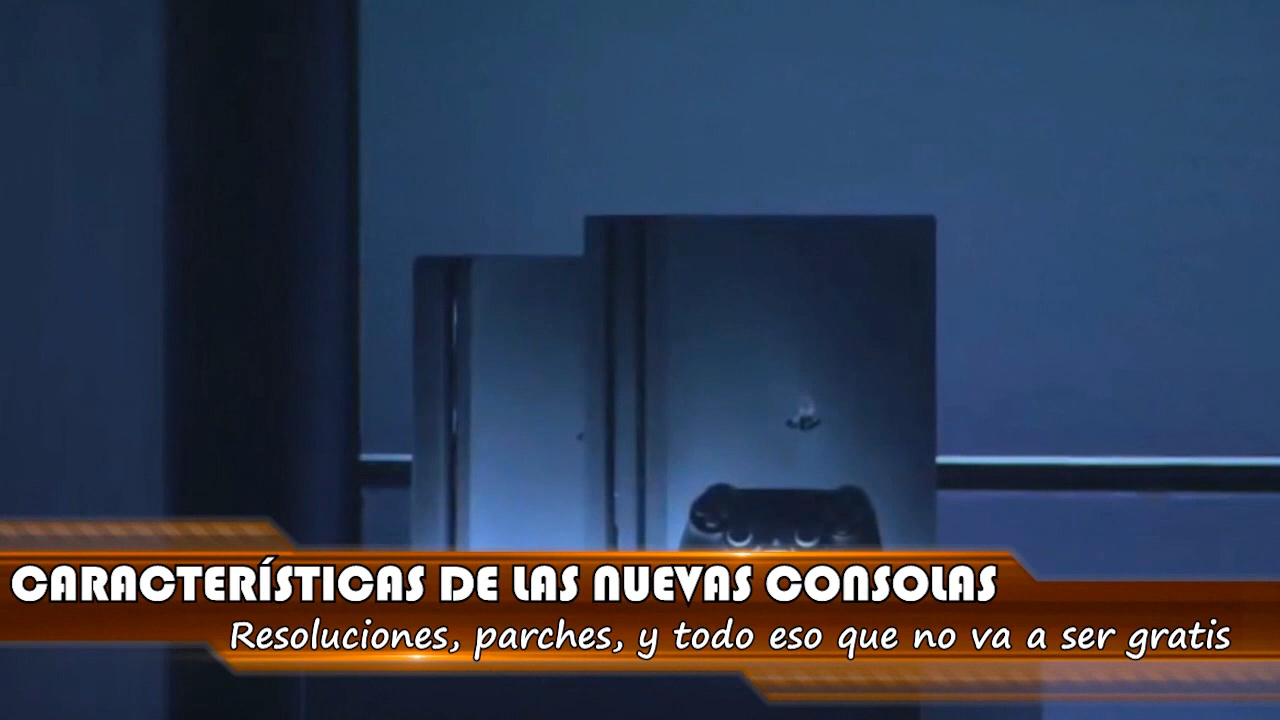 CARACTERÍSTICAS DE LAS NUEVAS CONSOLAS
Resoluciones, parches, y todo eso que no va a ser gratis